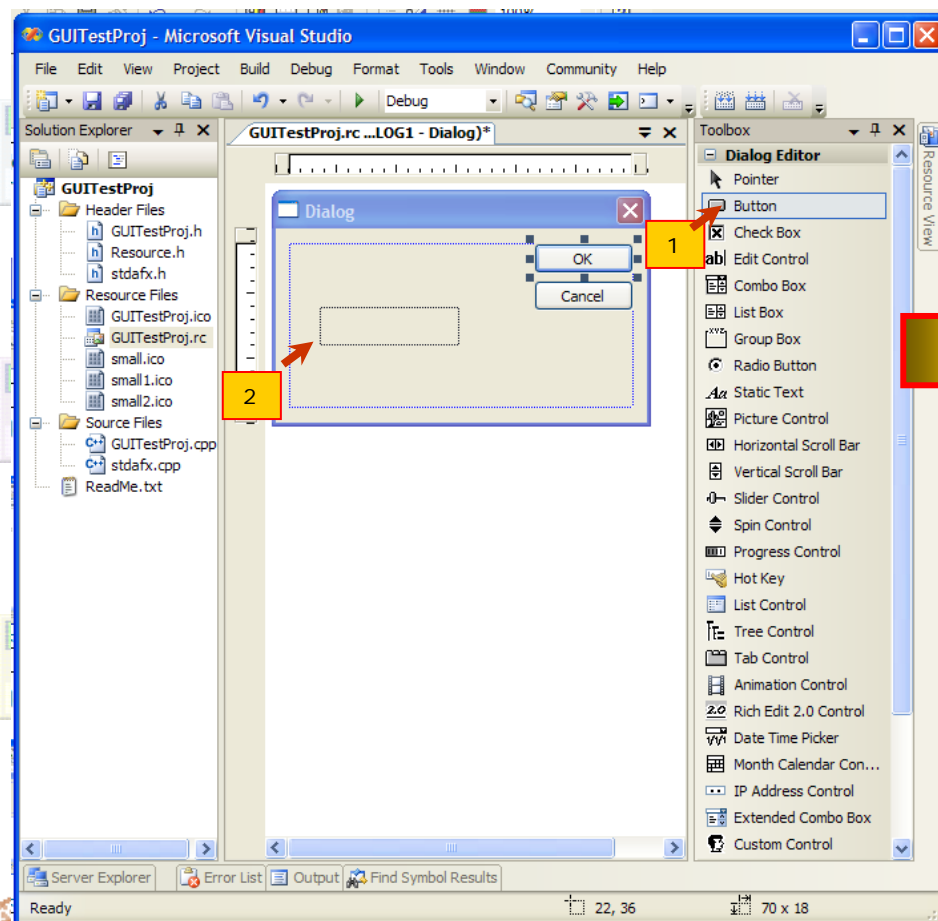 GUITestProj - Microsoft Visual Studio
File Edit View Project Build Debug Format Tools Window Community Help
Debug
Solution Explorer
GUITestProj
Header Files
GUITestProj.h
Resource.h
stdafx.h
Resource Files
GUITestProj.ico
GUITestProj.rc
small.ico
small1.ico
small2.ico
Source Files
GUITestProj.cpp
stdafx.cpp
ReadMe.txt
GUITestProj.rc ...LOG1 - Dialog)*
Dialog
OK
Cancel
1
2
Toolbox
Dialog Editor
Pointer
Button
Check Box
ab| Edit Control
Combo Box
List Box
Group Box
Radio Button
Aa Static Text
Picture Control
Horizontal Scroll Bar
Vertical Scroll Bar
Slider Control
Spin Control
Progress Control
Hot Key
List Control
Tree Control
Tab Control
Animation Control
2.0 Rich Edit 2.0 Control
Date Time Picker
Month Calendar Con...
IP Address Control
Extended Combo Box
Custom Control
Resource View
Server Explorer
Error List Output Find Symbol Results
Ready 22, 36 70 x 18